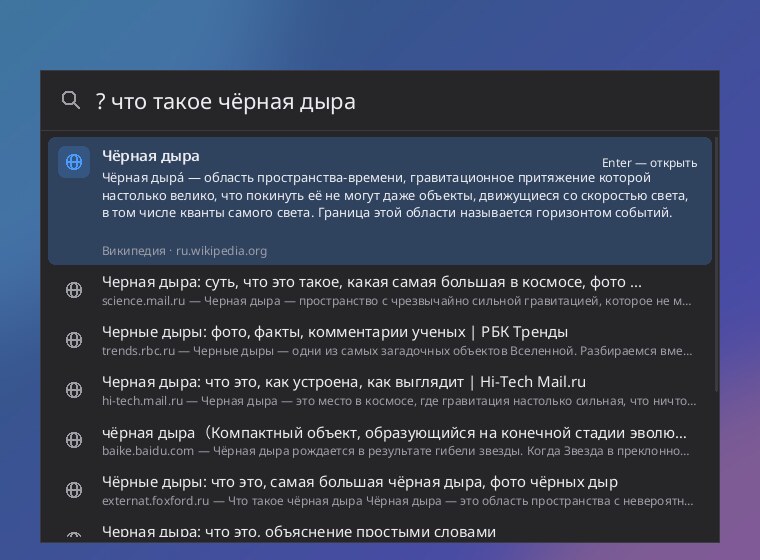 ? что такое чёрная дыра
Чёрная дыра
Enter — открыть
Чёрная дыра́ — область пространства-времени, гравитационное притяжение которой
настолько велико, что покинуть её не могут даже объекты, движущиеся со скоростью света,
в том числе кванты самого света. Граница этой области называется горизонтом событий.
Википедия · ru.wikipedia.org
Черная дыра: суть, что это такое, какая самая большая в космосе, фото ...
science.mail.ru — Черная дыра — пространство с чрезвычайно сильной гравитацией, которое не м…
Черные дыры: фото, факты, комментарии ученых | РБК Тренды
trends.rbc.ru — Черные дыры — одни из самых загадочных объектов Вселенной. Разбираемся вме…
Черная дыра: что это, как устроена, как выглядит | Hi-Tech Mail.ru
hi-tech.mail.ru — Черная дыра — это место в космосе, где гравитация настолько сильная, что ничто…
чёрная дыра（Компактный объект, образующийся на конечной стадии эволю…
baike.baidu.com — Чёрная дыра рождается в результате гибели звезды. Когда Звезда в преклонно…
Чёрные дыры: что это, самая большая чёрная дыра, фото чёрных дыр
externat.foxford.ru — Что такое чёрная дыра Чёрная дыра — это область пространства с невероятн…
Черная дыра: что это, объяснение простыми словами